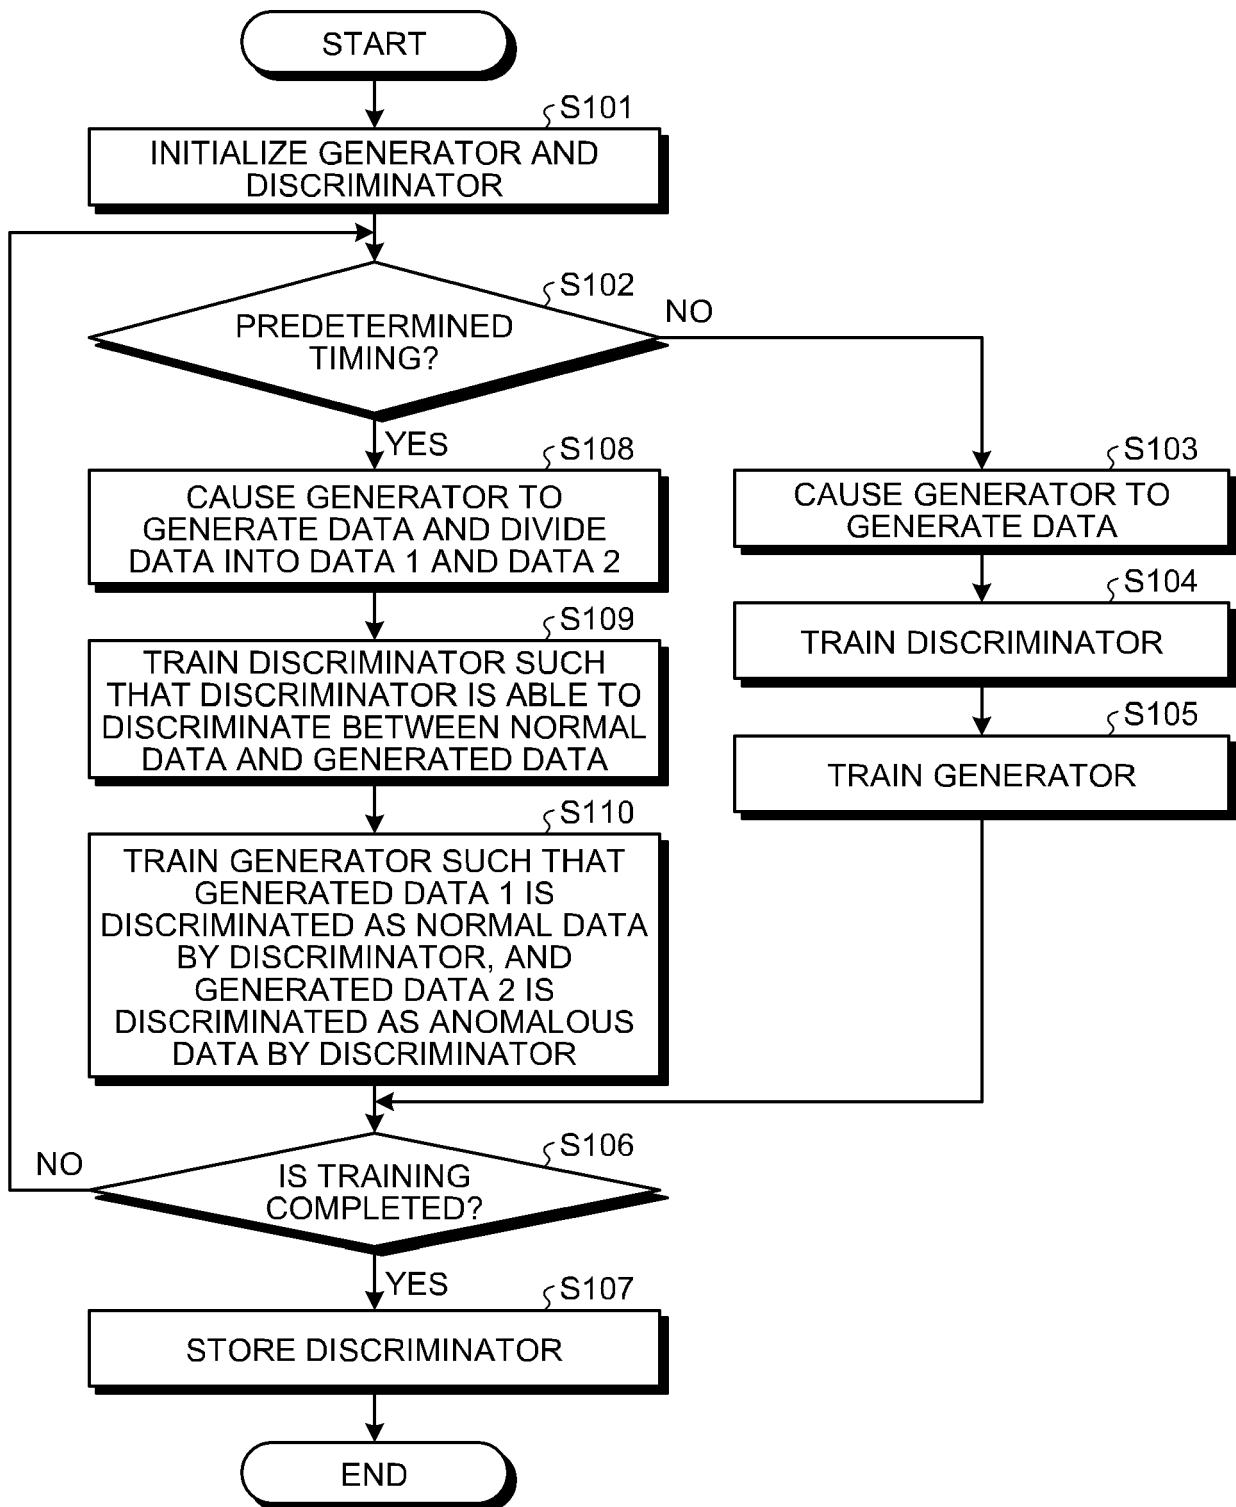 START
S101
INITIALIZE GENERATOR AND
DISCRIMINATOR
S102
PREDETERMINED
TIMING?
NO
YES
S108
CAUSE GENERATOR TO
GENERATE DATA AND DIVIDE
DATA INTO DATA 1 AND DATA 2
S109
TRAIN DISCRIMINATOR SUCH
THAT DISCRIMINATOR IS ABLE TO
DISCRIMINATE BETWEEN NORMAL
DATA AND GENERATED DATA
S110
TRAIN GENERATOR SUCH THAT
GENERATED DATA 1 IS
DISCRIMINATED AS NORMAL DATA
BY DISCRIMINATOR, AND
GENERATED DATA 2 IS
DISCRIMINATED AS ANOMALOUS
DATA BY DISCRIMINATOR
S103
CAUSE GENERATOR TO
GENERATE DATA
S104
TRAIN DISCRIMINATOR
S105
TRAIN GENERATOR
S106
IS TRAINING
COMPLETED?
NO
YES
S107
STORE DISCRIMINATOR
END